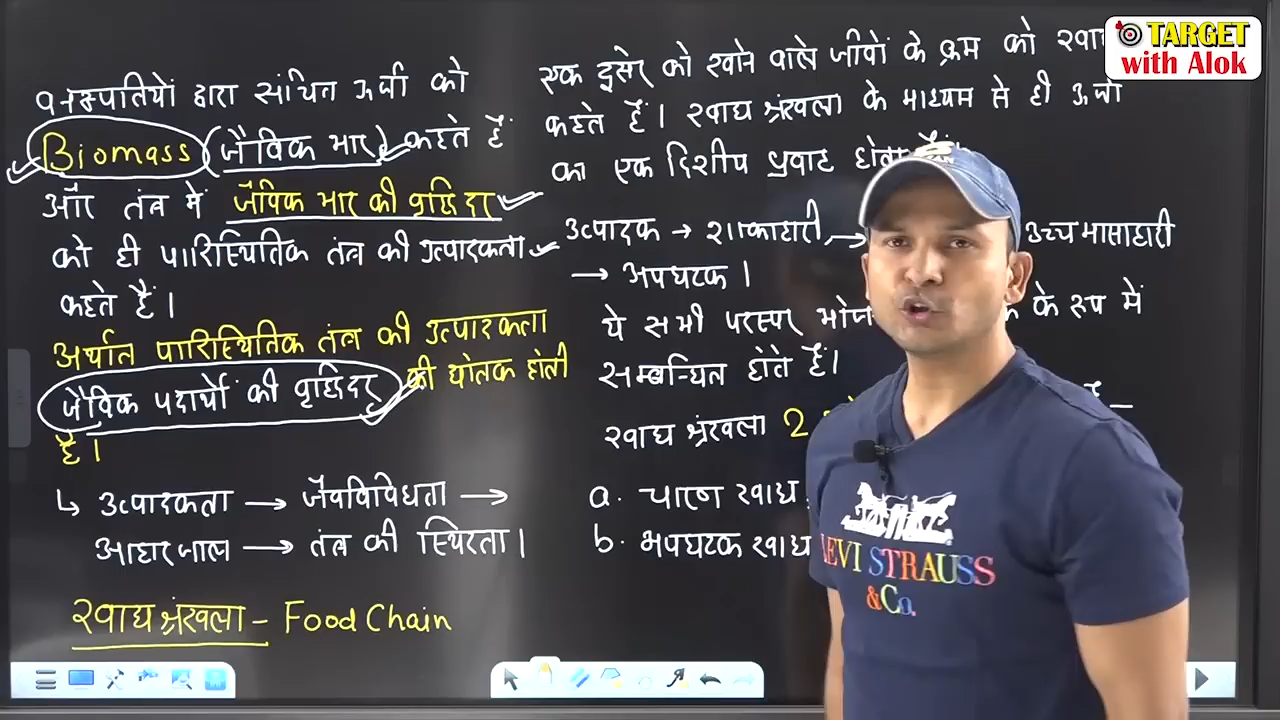 वनस्पतियों द्वारा संचित ऊर्जा को
Biomass (जैविक भार) कहते हैं
और तंत्र में जैविक भार की वृद्धि दर
को ही पारिस्थितिक तंत्र की उत्पादकता
कहते हैं।
अर्थात पारिस्थितिक तंत्र की उत्पादकता
जैविक पदार्थों की वृद्धिदर की द्योतक होती
है।
↳ उत्पादकता → जैवविविधता →
आहारजाल → तंत्र की स्थिरता।
खाद्य श्रृंखला – Food Chain
एक दूसरे को खाने वाले जीवों के क्रम को
कहते हैं। खाद्य श्रृंखला के माध्यम से ही ऊर्जा
का एक दिशीय प्रवाह होता है।
उत्पादक → शाकाहारी → उच्च मांसाहारी
→ अपघटक।
ये सभी परस्पर के रूप में
सम्बन्धित होते हैं।
खाद्य श्रृंखला 2
a. चारण खाद्य
b. अपघटक खाद्य
TARGET
with Alok
LEVI STRAUSS
& Co.